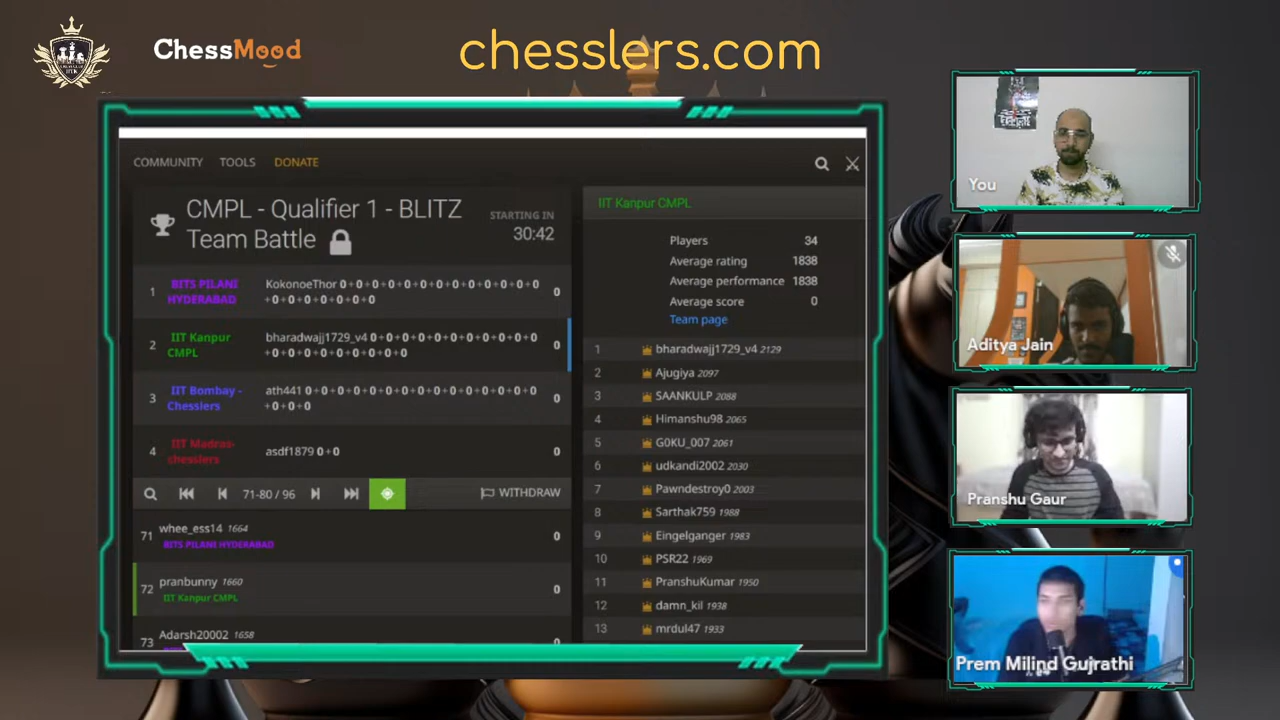 ChessMood
chesslers.com
COMMUNITY TOOLS DONATE
CMPL - Qualifier 1 - BLITZ
Team Battle
STARTING IN
30:42
1 BITS PILANI HYDERABAD KokonoeThor 0+0+0+0+0+0+0+0+0+0+0+0
+0+0+0+0+0+0 0
2 IIT Kanpur CMPL bharadwajj1729_v4 0+0+0+0+0+0+0+0+0+0
+0+0+0+0+0+0+0+0 0
3 IIT Bombay - Chesslers ath441 0+0+0+0+0+0+0+0+0+0+0+0+0+0
+0+0+0 0
4 IIT Madras- chesslers asdf1879 0+0 0
71-80 / 96 WITHDRAW
71 whee_ess14 1664 0
BITS PILANI HYDERABAD
72 pranbunny 1660 0
IIT Kanpur CMPL
73 Adarsh20002 1658
IIT Kanpur CMPL
Players 34
Average rating 1838
Average performance 1838
Average score 0
Team page
1 bharadwajj1729_v4 2129
2 Ajugiya 2097
3 SAANKULP 2088
4 Himanshu98 2065
5 G0KU_007 2061
6 udkandi2002 2030
7 Pawndestroy0 2003
8 Sarthak759 1988
9 Eingelganger 1983
10 PSR22 1969
11 PranshuKumar 1950
12 damn_kil 1938
13 mrdul47 1933
You
Aditya Jain
Pranshu Gaur
Prem Milind Gujrathi